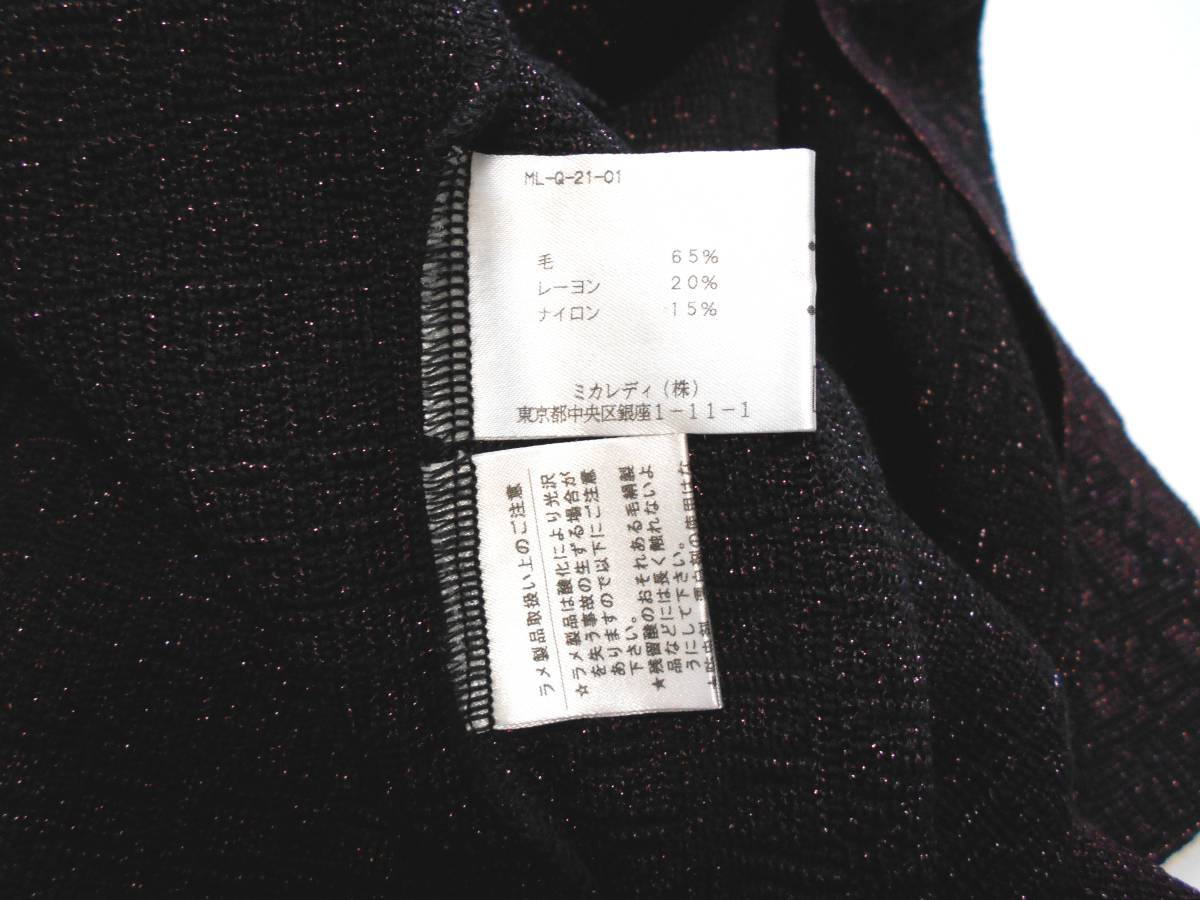 ML-Q-21-01
毛 65%
レーヨン 20%
ナイロン 15%
ミカレディ(株)
東京都中央区銀座1-11-1
ラメ製品取扱い上のご注意
☆ラメ製品は酸化により光沢
を失う事故の生ずる場合が
ありますので以下にご注意
下さい。
★残留酸のおそれある毛絹製
品などには長く触れないよ
うにして下さい。